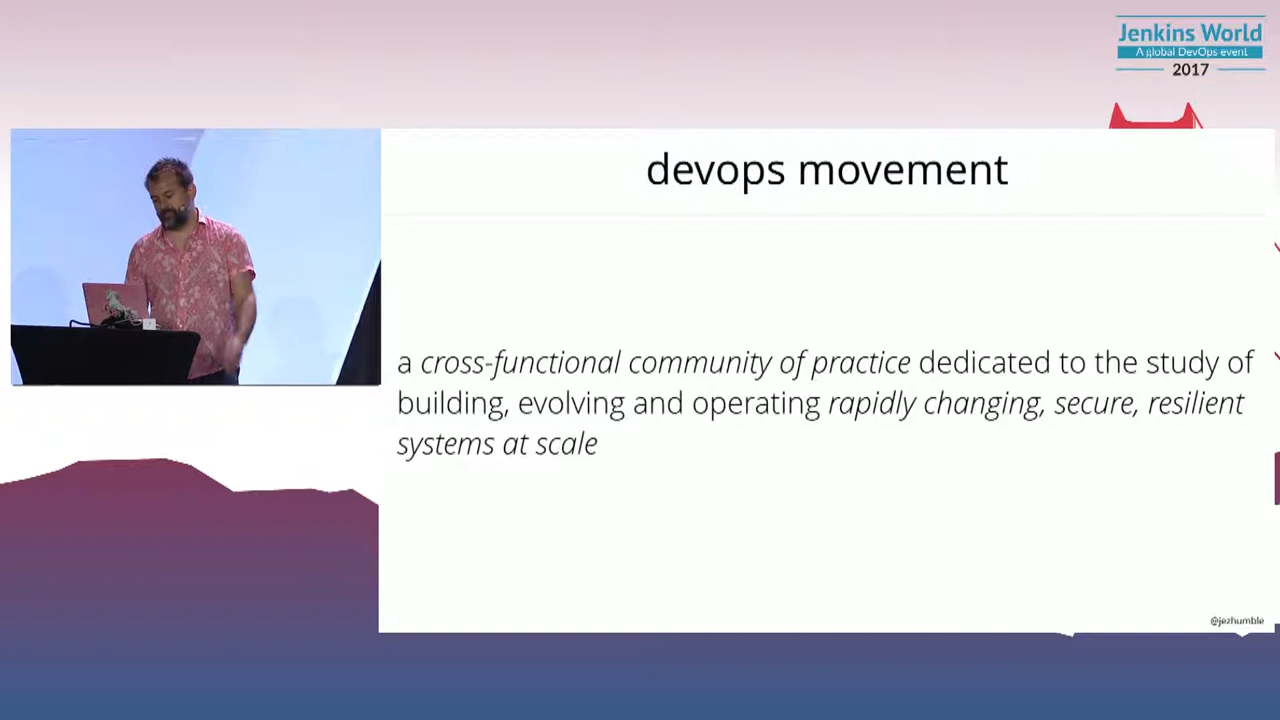 Jenkins World
A global DevOps event
2017
devops movement
a cross-functional community of practice dedicated to the study of
building, evolving and operating rapidly changing, secure, resilient
systems at scale
@jezhumble